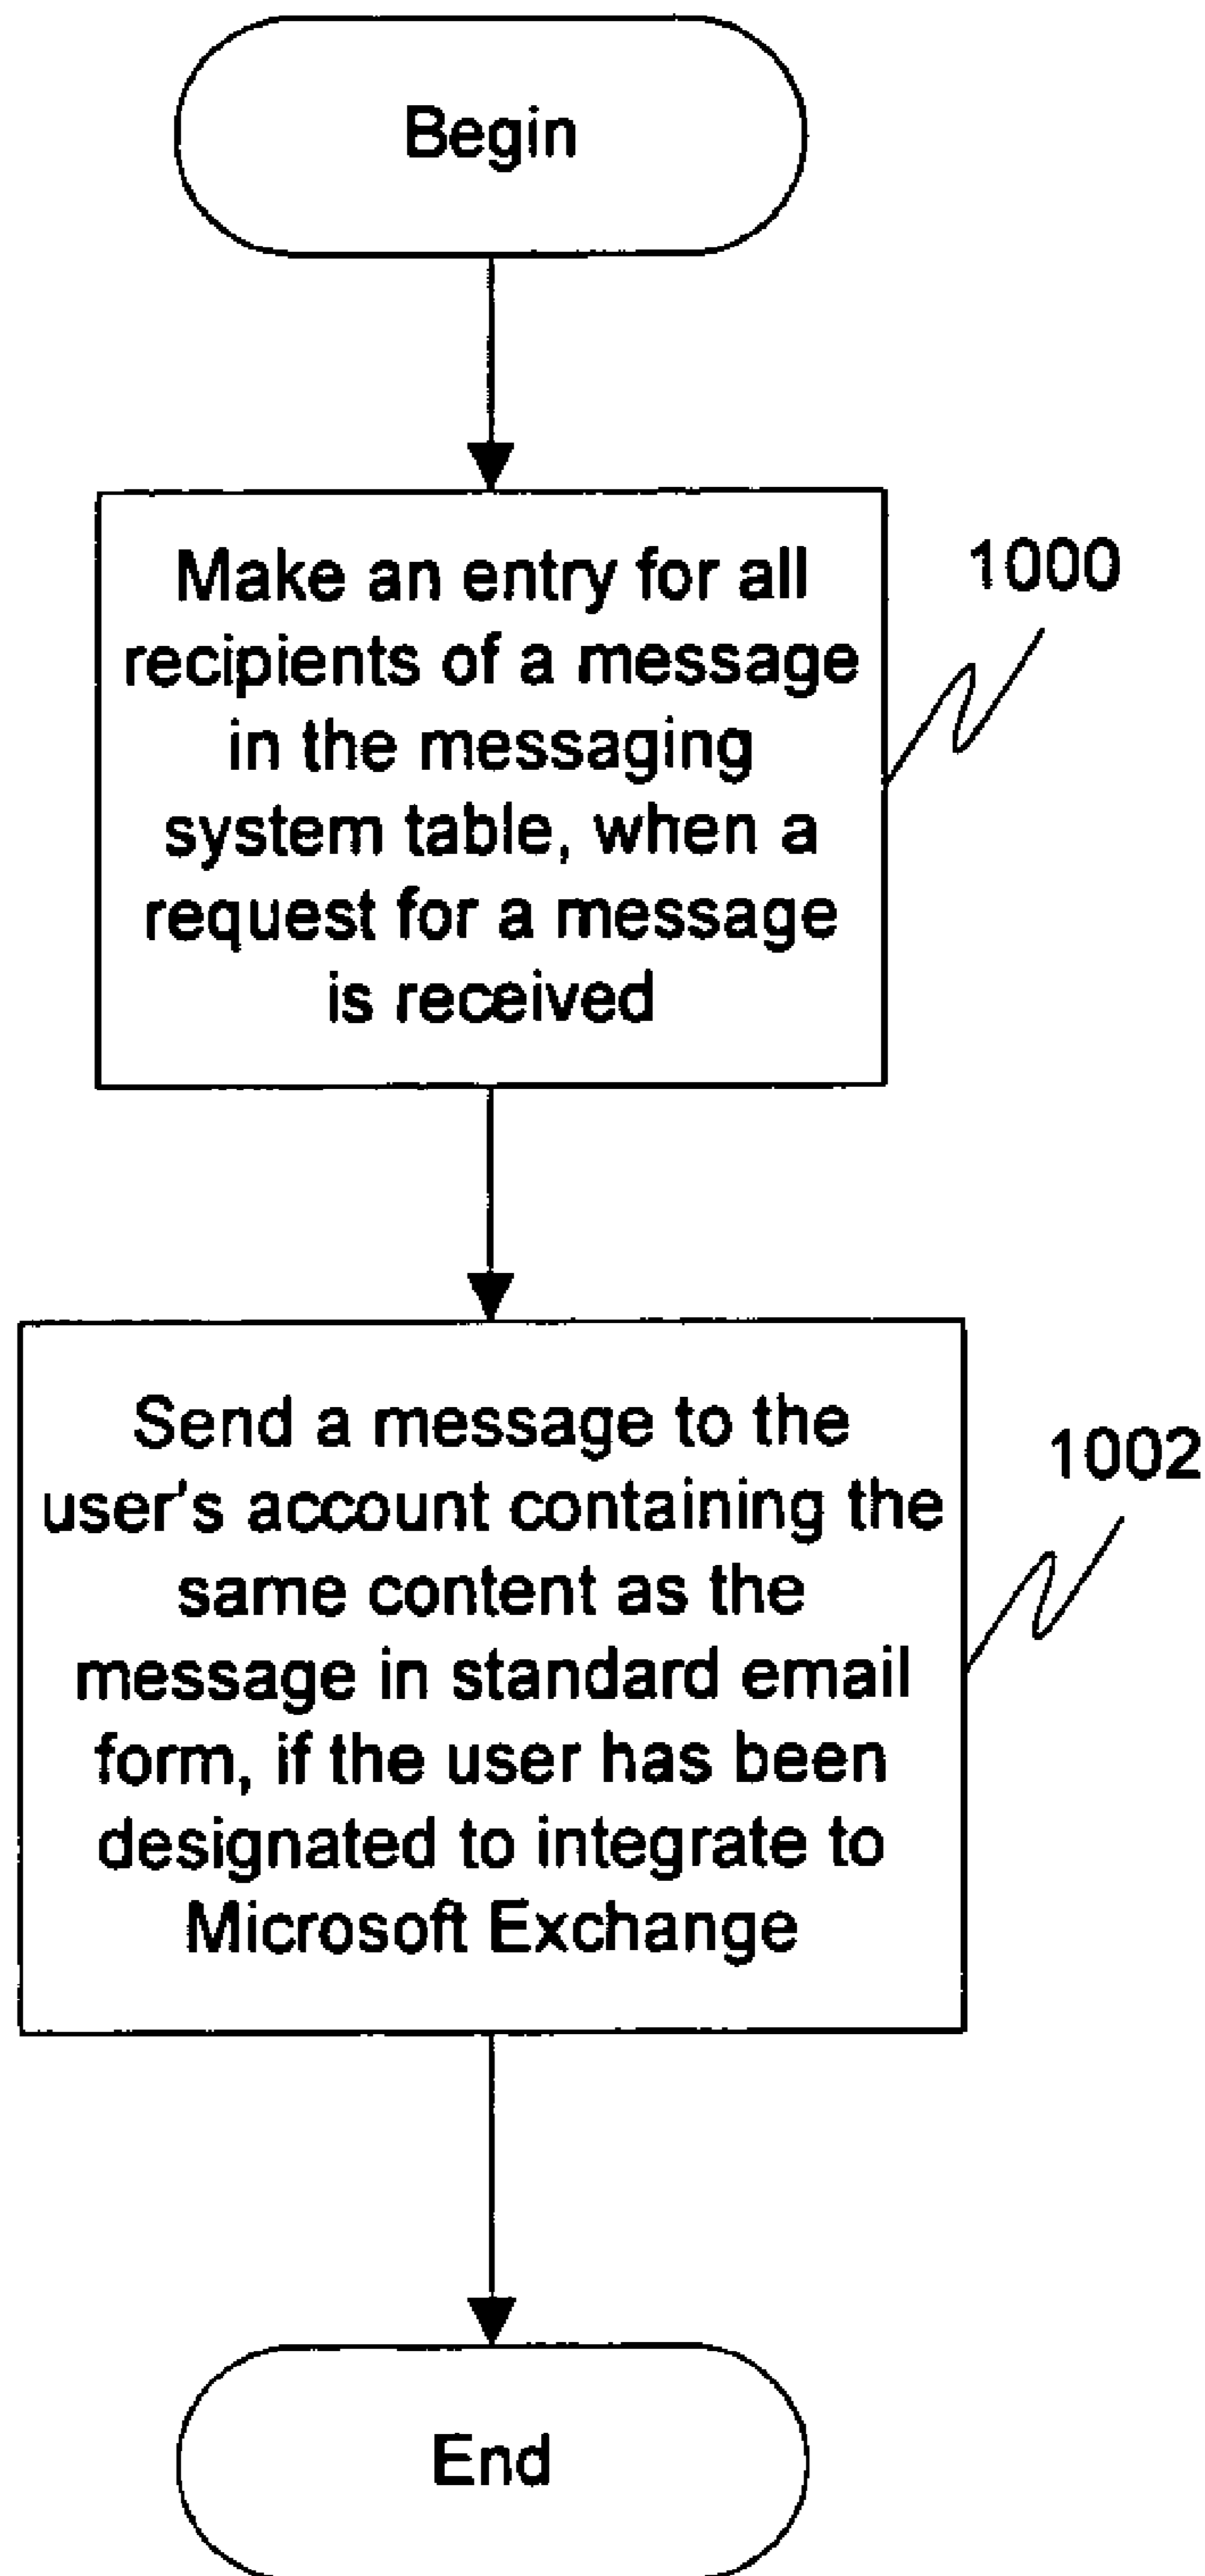 Begin
Make an entry for all
recipients of a message
in the messaging
system table, when a
request for a message
is received
1000
Send a message to the
user's account containing the
same content as the
message in standard email
form, if the user has been
designated to integrate to
Microsoft Exchange
1002
End